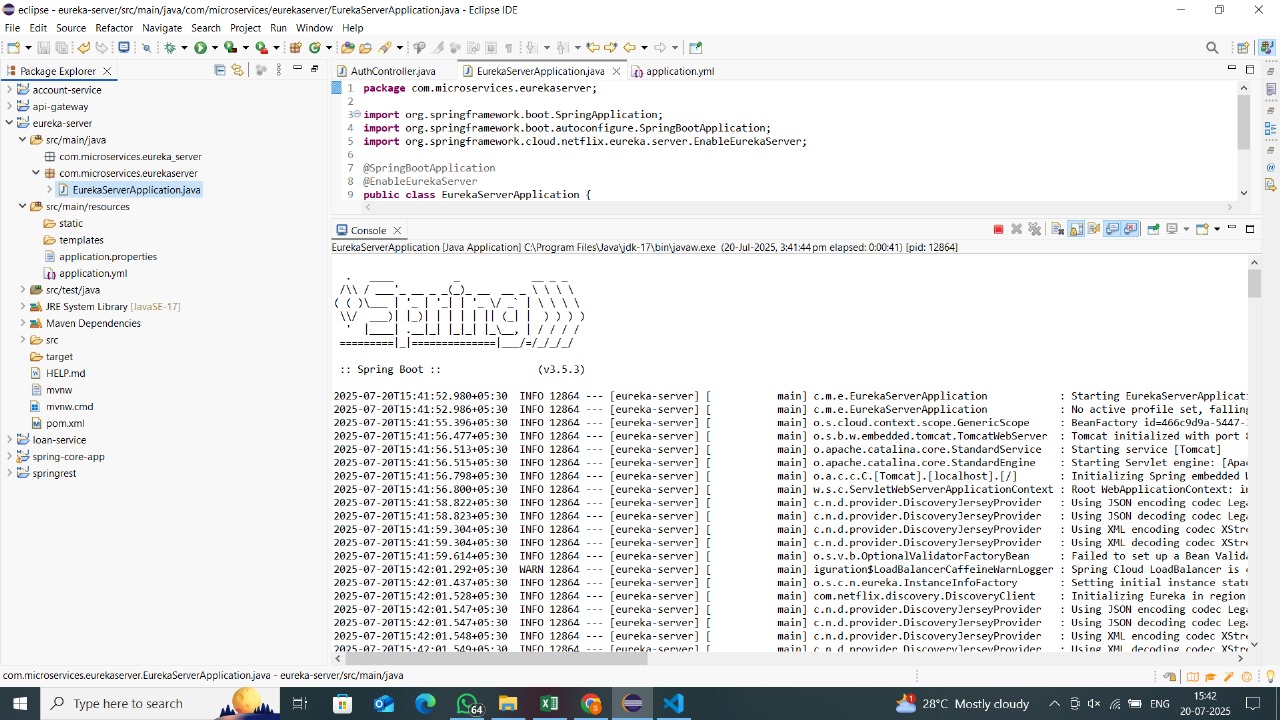 eclipse - eureka-server/src/main/java/com/microservices/eurekaserver/EurekaServerApplication.java - Eclipse IDE
File Edit Source Refactor Navigate Search Project Run Window Help
Package Explorer
account-service
api-gateway
eureka-server
src/main/java
com.microservices.eureka_server
com.microservices.eurekaserver
EurekaServerApplication.java
src/main/resources
static
templates
application.properties
application.yml
src/test/java
JRE System Library [JavaSE-17]
Maven Dependencies
src
target
HELP.md
mvnw
mvnw.cmd
pom.xml
loan-service
spring-core-app
springrest
AuthController.java EurekaServerApplication.java application.yml
1 package com.microservices.eurekaserver;
2
3 import org.springframework.boot.SpringApplication;
4 import org.springframework.boot.autoconfigure.SpringBootApplication;
5 import org.springframework.cloud.netflix.eureka.server.EnableEurekaServer;
6
7 @SpringBootApplication
8 @EnableEurekaServer
9 public class EurekaServerApplication {
Console
EurekaServerApplication [Java Application] C:\Program Files\Java\jdk-17\bin\javaw.exe (20-Jul-2025, 3:41:44 pm elapsed: 0:00:41) [pid: 12864]
Spring
:: Spring Boot :: (v3.5.3)
2025-07-20T15:41:52.980+05:30 INFO 12864 --- [eureka-server] [ main] c.m.e.EurekaServerApplication : Starting EurekaServerApplicati
2025-07-20T15:41:52.986+05:30 INFO 12864 --- [eureka-server] [ main] c.m.e.EurekaServerApplication : No active profile set, falling
2025-07-20T15:41:55.396+05:30 INFO 12864 --- [eureka-server] [ main] o.s.cloud.context.scope.GenericScope : BeanFactory id=466c9d9a-5447-
2025-07-20T15:41:56.477+05:30 INFO 12864 --- [eureka-server] [ main] o.s.b.w.embedded.tomcat.TomcatWebServer : Tomcat initialized with port
2025-07-20T15:41:56.513+05:30 INFO 12864 --- [eureka-server] [ main] o.apache.catalina.core.StandardService : Starting service [Tomcat]
2025-07-20T15:41:56.515+05:30 INFO 12864 --- [eureka-server] [ main] o.apache.catalina.core.StandardEngine : Starting Servlet engine: [Apac
2025-07-20T15:41:56.798+05:30 INFO 12864 --- [eureka-server] [ main] o.a.c.c.C.[Tomcat].[localhost].[/] : Initializing Spring embedded W
2025-07-20T15:41:56.800+05:30 INFO 12864 --- [eureka-server] [ main] w.s.c.ServletWebServerApplicationContext : Root WebApplicationContext: in
2025-07-20T15:41:58.822+05:30 INFO 12864 --- [eureka-server] [ main] c.n.d.provider.DiscoveryJerseyProvider : Using JSON encoding codec Lega
2025-07-20T15:41:58.823+05:30 INFO 12864 --- [eureka-server] [ main] c.n.d.provider.DiscoveryJerseyProvider : Using JSON decoding codec Lega
2025-07-20T15:41:59.304+05:30 INFO 12864 --- [eureka-server] [ main] c.n.d.provider.DiscoveryJerseyProvider : Using XML encoding codec XStre
2025-07-20T15:41:59.304+05:30 INFO 12864 --- [eureka-server] [ main] c.n.d.provider.DiscoveryJerseyProvider : Using XML decoding codec XStre
2025-07-20T15:41:59.614+05:30 INFO 12864 --- [eureka-server] [ main] o.s.v.b.OptionalValidatorFactoryBean : Failed to set up a Bean Valida
2025-07-20T15:42:01.292+05:30 WARN 12864 --- [eureka-server] [ main] iguration$LoadBalancerCaffeineWarnLogger : Spring Cloud LoadBalancer is c
2025-07-20T15:42:01.437+05:30 INFO 12864 --- [eureka-server] [ main] o.s.c.n.eureka.InstanceInfoFactory : Setting initial instance statu
2025-07-20T15:42:01.528+05:30 INFO 12864 --- [eureka-server] [ main] com.netflix.discovery.DiscoveryClient : Initializing Eureka in region
2025-07-20T15:42:01.547+05:30 INFO 12864 --- [eureka-server] [ main] c.n.d.provider.DiscoveryJerseyProvider : Using JSON encoding codec Lega
2025-07-20T15:42:01.547+05:30 INFO 12864 --- [eureka-server] [ main] c.n.d.provider.DiscoveryJerseyProvider : Using JSON decoding codec Lega
2025-07-20T15:42:01.548+05:30 INFO 12864 --- [eureka-server] [ main] c.n.d.provider.DiscoveryJerseyProvider : Using XML encoding codec XStre
2025-07-20T15:42:01.549+05:30 INFO 12864 --- [eureka-server] [ main] c.n.d.provider.DiscoveryJerseyProvider : Using XML decoding codec XStre
com.microservices.eurekaserver.EurekaServerApplication.java - eureka-server/src/main/java
Type here to search
64
28°C Mostly cloudy
ENG
15:42
20-07-2025